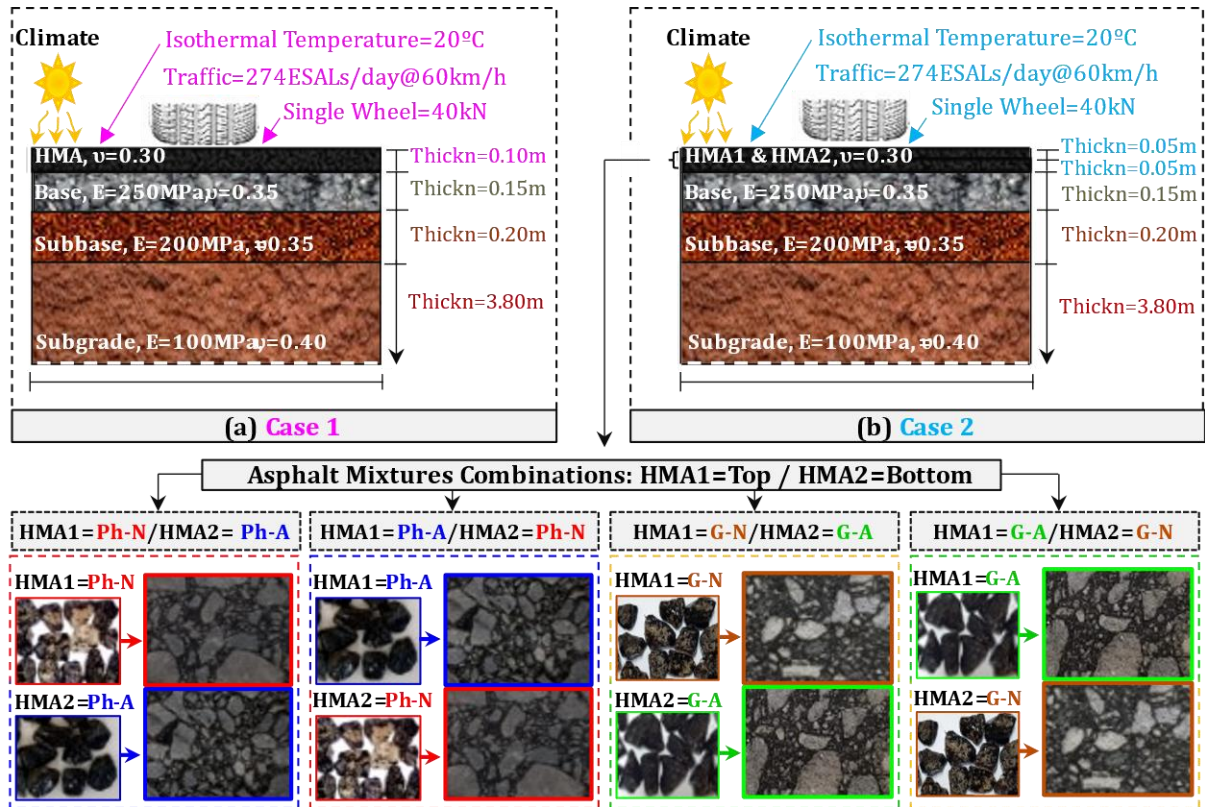 Climate
Isothermal Temperature=20ºC
Traffic=274ESALs/day@60km/h
Single Wheel=40kN
HMA, υ=0.30
Thickn=0.10m
Base, E=250MPa,υ=0.35
Thickn=0.15m
Subbase, E=200MPa, υ=0.35
Thickn=0.20m
Thickn=3.80m
Subgrade, E=100MPa,υ=0.40
(a) Case 1
Climate
Isothermal Temperature=20ºC
Traffic=274ESALs/day@60km/h
Single Wheel=40kN
HMA1 & HMA2, υ=0.30
Thickn=0.05m
Thickn=0.05m
Base, E=250MPa,υ=0.35
Thickn=0.15m
Subbase, E=200MPa, υ=0.35
Thickn=0.20m
Thickn=3.80m
Subgrade, E=100MPa, υ=0.40
(b) Case 2
Asphalt Mixtures Combinations: HMA1=Top / HMA2=Bottom
HMA1=Ph-N/HMA2= Ph-A
HMA1=Ph-N
HMA2=Ph-A
HMA1=Ph-A/HMA2=Ph-N
HMA1=Ph-A
HMA2=Ph-N
HMA1=G-N/HMA2=G-A
HMA1=G-N
HMA2=G-A
HMA1=G-A/HMA2=G-N
HMA1=G-A
HMA2=G-N